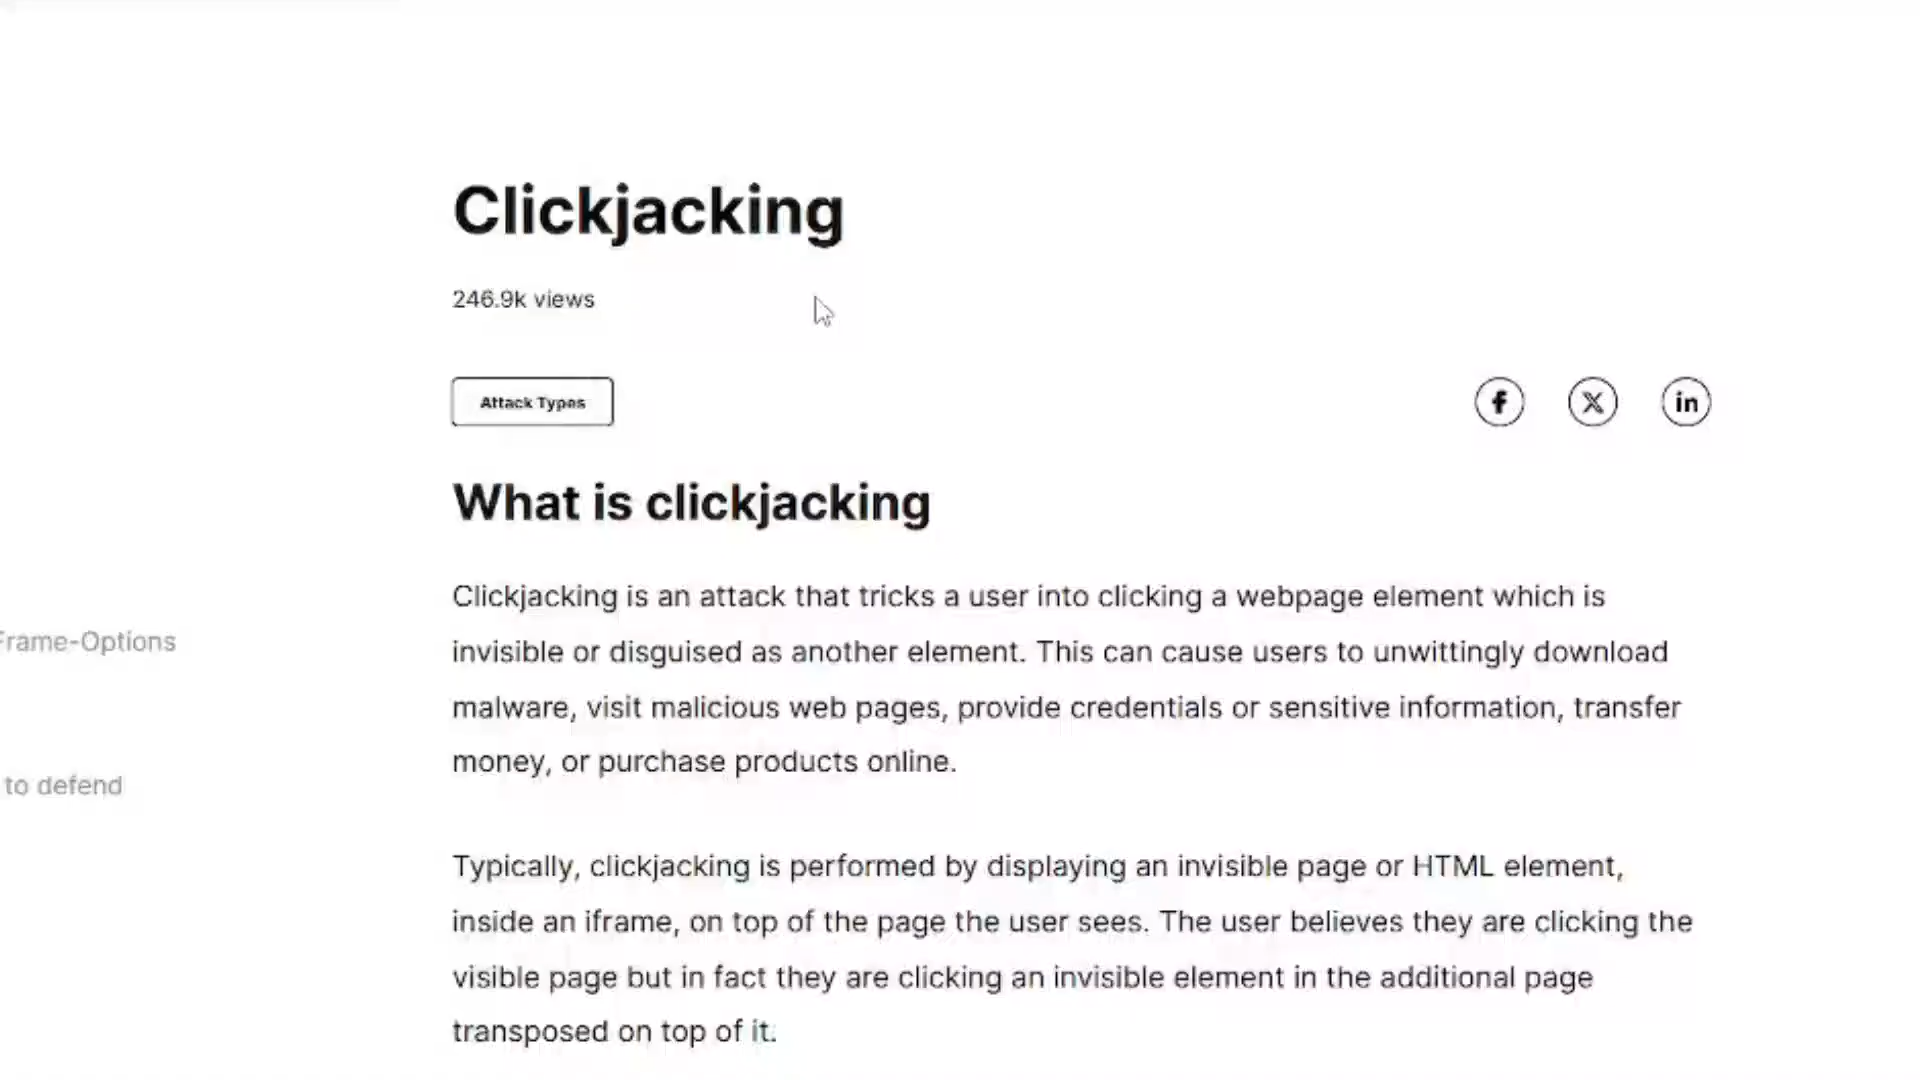 Clickjacking
246.9k views
Attack Types
What is clickjacking
Clickjacking is an attack that tricks a user into clicking a webpage element which is
invisible or disguised as another element. This can cause users to unwittingly download
malware, visit malicious web pages, provide credentials or sensitive information, transfer
money, or purchase products online.
Typically, clickjacking is performed by displaying an invisible page or HTML element,
inside an iframe, on top of the page the user sees. The user believes they are clicking the
visible page but in fact they are clicking an invisible element in the additional page
transposed on top of it.
Frame-Options
to defend
f
X
in